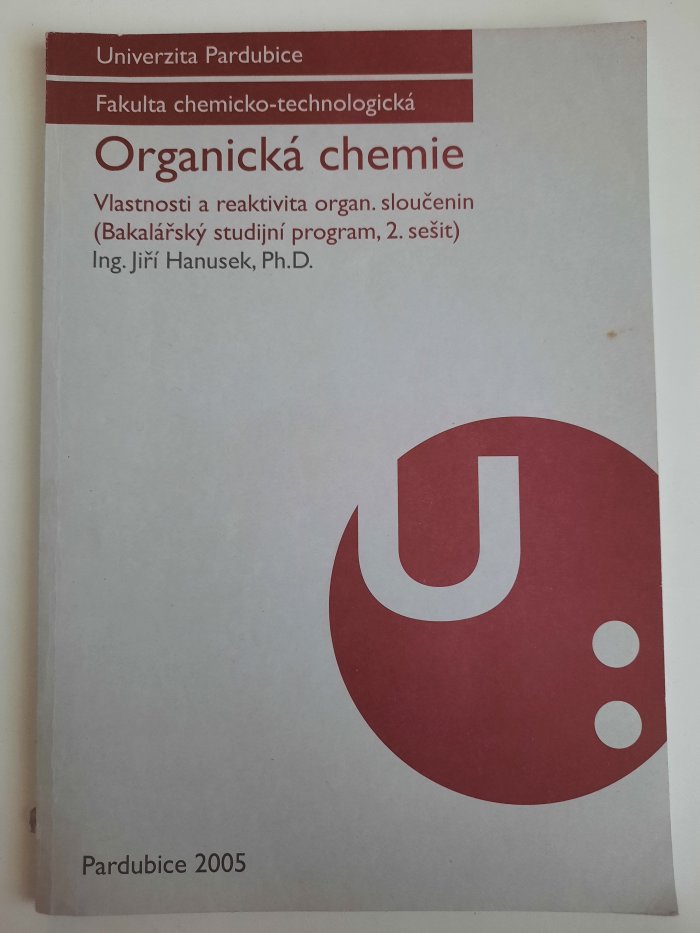 Univerzita Pardubice
Fakulta chemicko-technologická
Organická chemie
Vlastnosti a reaktivita organ. sloučenin
(Bakalářský studijní program, 2. sešit)
Ing. Jiří Hanusek, Ph.D.
U:
Pardubice 2005